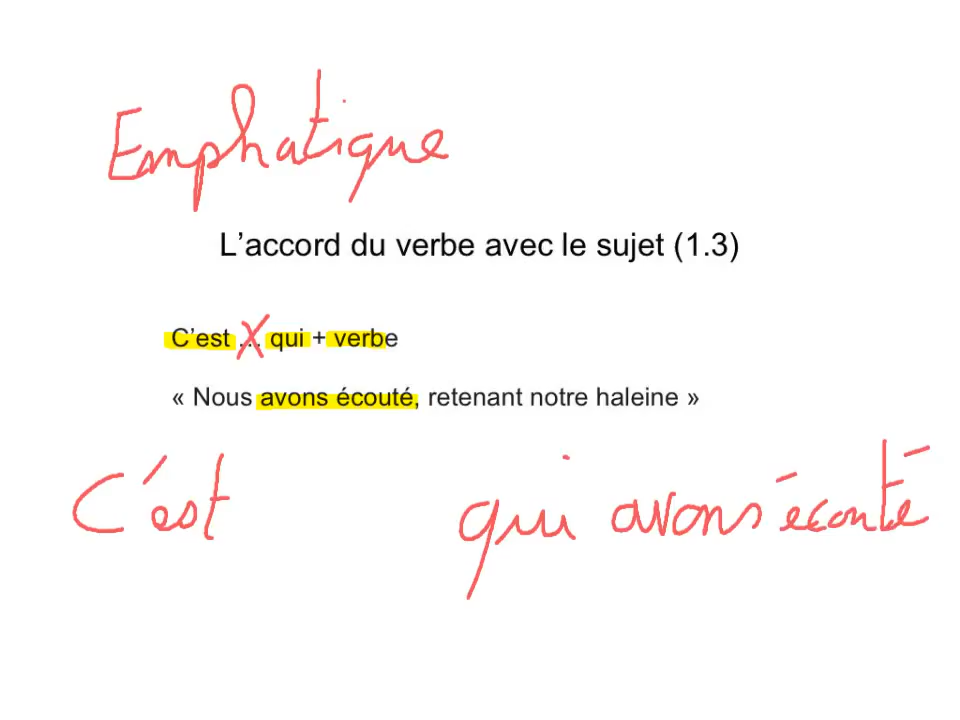 Emphatique
L'accord du verbe avec le sujet (1.3)
C'est ... X qui + verbe
« Nous avons écouté, retenant notre haleine »
C'est qui avons écouté